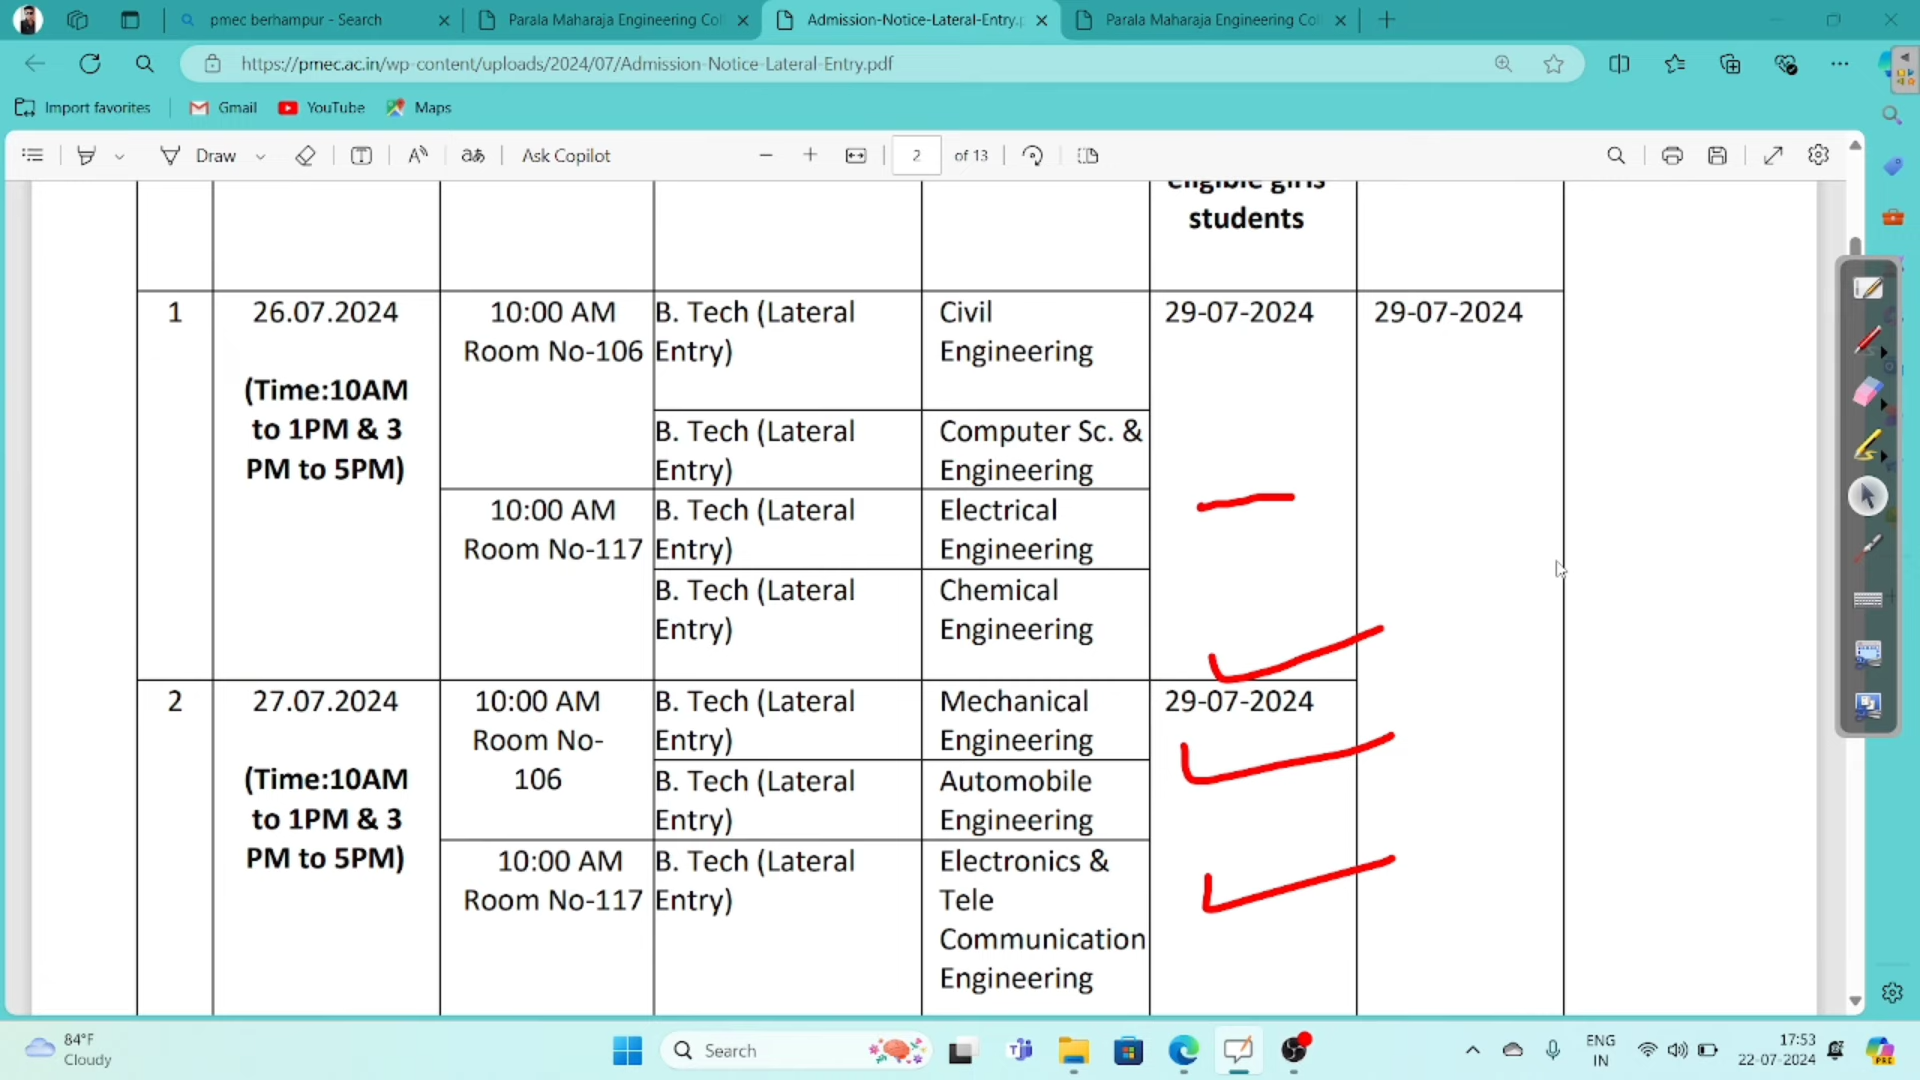 pmec berhampur - Search
Parala Maharaja Engineering Col
Admission-Notice-Lateral-Entry.p
Parala Maharaja Engineering Col
https://pmec.ac.in/wp-content/uploads/2024/07/Admission-Notice-Lateral-Entry.pdf
Import favorites
Gmail
YouTube
Maps
Draw
Ask Copilot
2 of 13
eligible girls
students
1
26.07.2024
(Time:10AM
to 1PM & 3
PM to 5PM)
10:00 AM
Room No-106
B. Tech (Lateral
Entry)
Civil
Engineering
29-07-2024
29-07-2024
B. Tech (Lateral
Entry)
Computer Sc. &
Engineering
10:00 AM
Room No-117
B. Tech (Lateral
Entry)
Electrical
Engineering
B. Tech (Lateral
Entry)
Chemical
Engineering
2
27.07.2024
(Time:10AM
to 1PM & 3
PM to 5PM)
10:00 AM
Room No-
106
B. Tech (Lateral
Entry)
Mechanical
Engineering
29-07-2024
B. Tech (Lateral
Entry)
Automobile
Engineering
10:00 AM
Room No-117
B. Tech (Lateral
Entry)
Electronics &
Tele
Communication
Engineering
84°F
Cloudy
Search
ENG
IN
17:53
22-07-2024
PRE